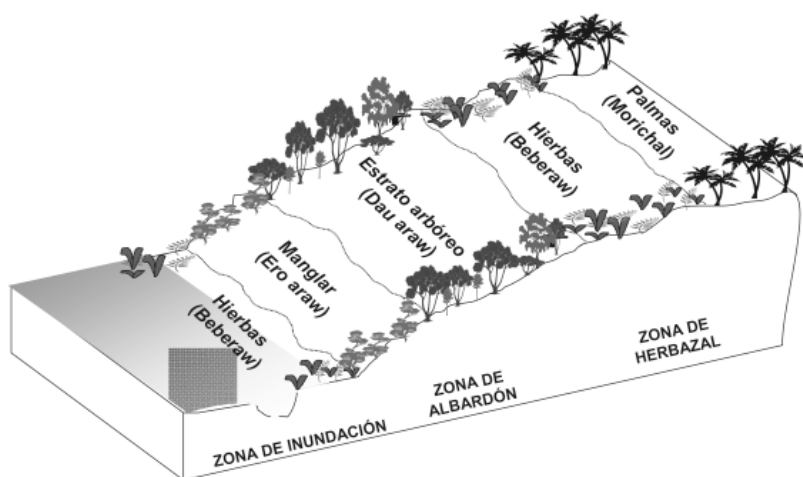 Palmas
(Morichal)
Hierbas
(Beberaw)
Estrato arbóreo
(Dau araw)
Manglar
(Ero araw)
Hierbas
(Beberaw)
ZONA DE
HERBAZAL
ZONA DE
ALBARDÓN
ZONA DE INUNDACIÓN